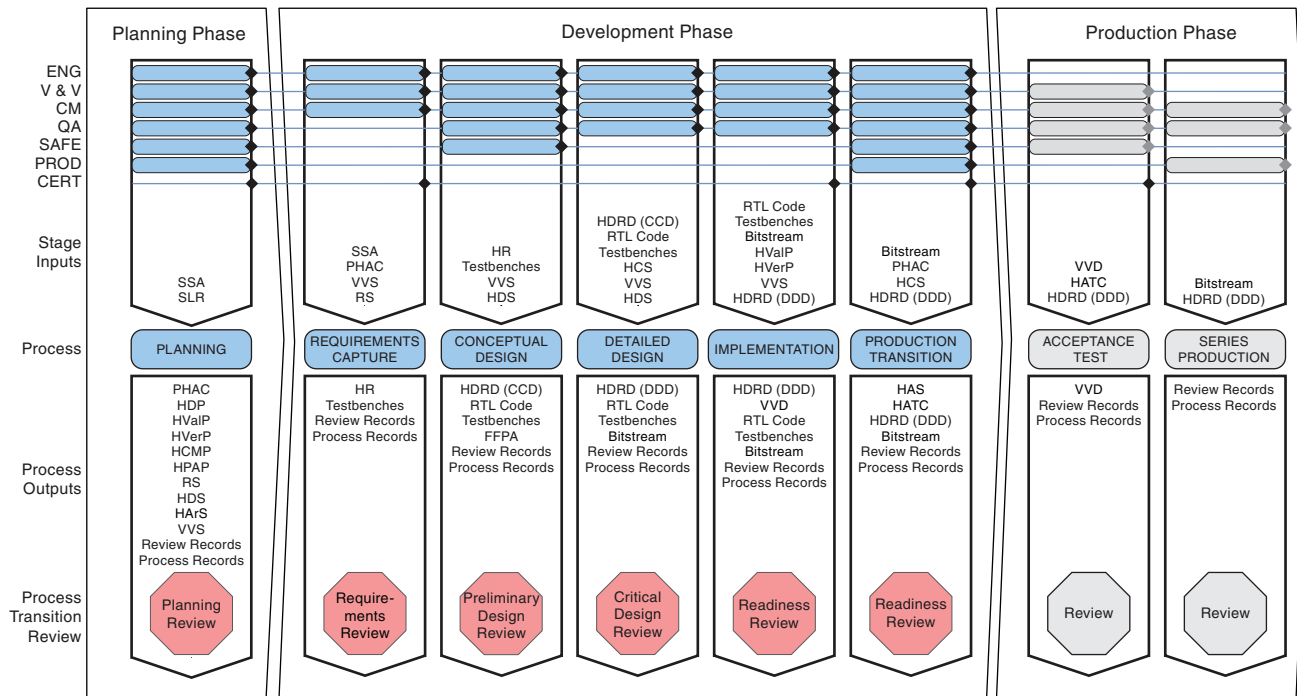 Planning Phase
Development Phase
Production Phase
ENG
V & V
CM
QA
SAFE
PROD
CERT
Stage
Inputs
SSA
SLR
SSA
PHAC
VVS
RS
HR
Testbenches
VVS
HDS
HDRD (CCD)
RTL Code
Testbenches
HCS
VVS
HDS
RTL Code
Testbenches
Bitstream
HValP
HVerP
VVS
HDRD (DDD)
Bitstream
PHAC
HCS
HDRD (DDD)
VVD
HATC
HDRD (DDD)
Bitstream
HDRD (DDD)
Process
PLANNING
REQUIREMENTS
CAPTURE
CONCEPTUAL
DESIGN
DETAILED
DESIGN
IMPLEMENTATION
PRODUCTION
TRANSITION
ACCEPTANCE
TEST
SERIES
PRODUCTION
Process
Outputs
PHAC
HDP
HValP
HVerP
HCMP
HPAP
RS
HDS
HArS
VVS
Review Records
Process Records
HR
Testbenches
Review Records
Process Records
HDRD (CCD)
RTL Code
Testbenches
FFPA
Review Records
Process Records
HDRD (DDD)
RTL Code
Testbenches
Bitstream
Review Records
Process Records
HDRD (DDD)
VVD
RTL Code
Testbenches
Bitstream
Review Records
Process Records
HAS
HATC
HDRD (DDD)
Bitstream
Review Records
Process Records
VVD
Review Records
Process Records
Review Records
Process Records
Process
Transition
Review
Planning
Review
Require-
ments
Review
Preliminary
Design
Review
Critical
Design
Review
Readiness
Review
Readiness
Review
Review
Review